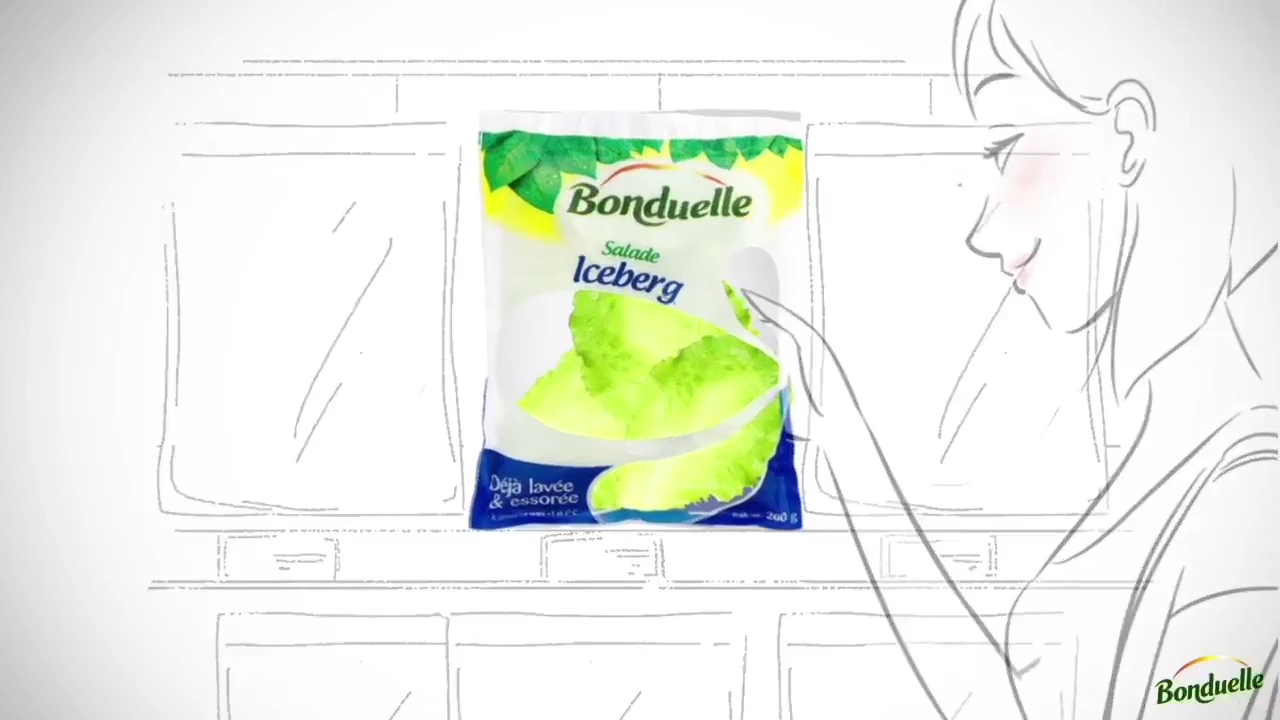 Bonduelle
Salade
Iceberg
Déjà lavée
& essorée
200 g
Bonduelle